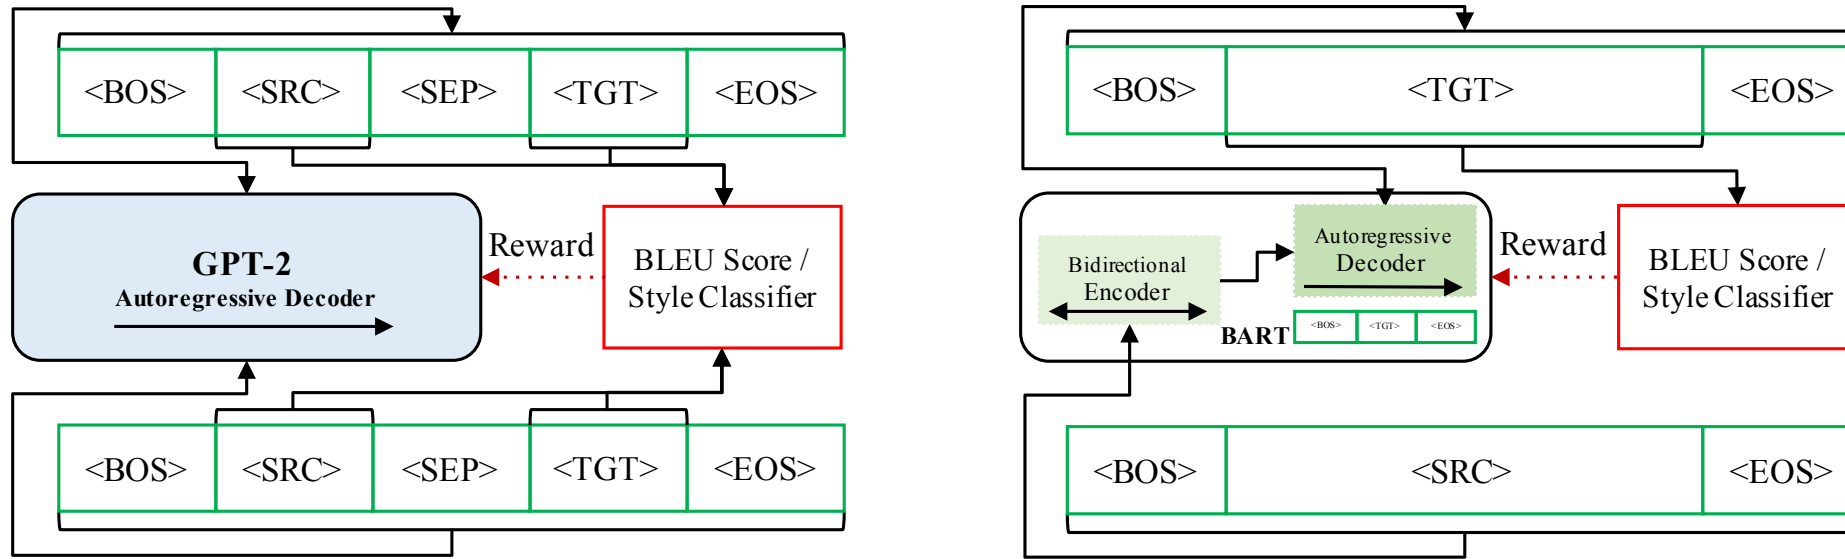 <BOS> <SRC> <SEP> <TGT> <EOS>
GPT-2
Autoregressive Decoder
Reward
BLEU Score /
Style Classifier
<BOS> <SRC> <SEP> <TGT> <EOS>
<BOS> <TGT> <EOS>
Bidirectional
Encoder
Autoregressive
Decoder
BART
<BOS> <TGT> <EOS>
Reward
BLEU Score /
Style Classifier
<BOS> <SRC> <EOS>